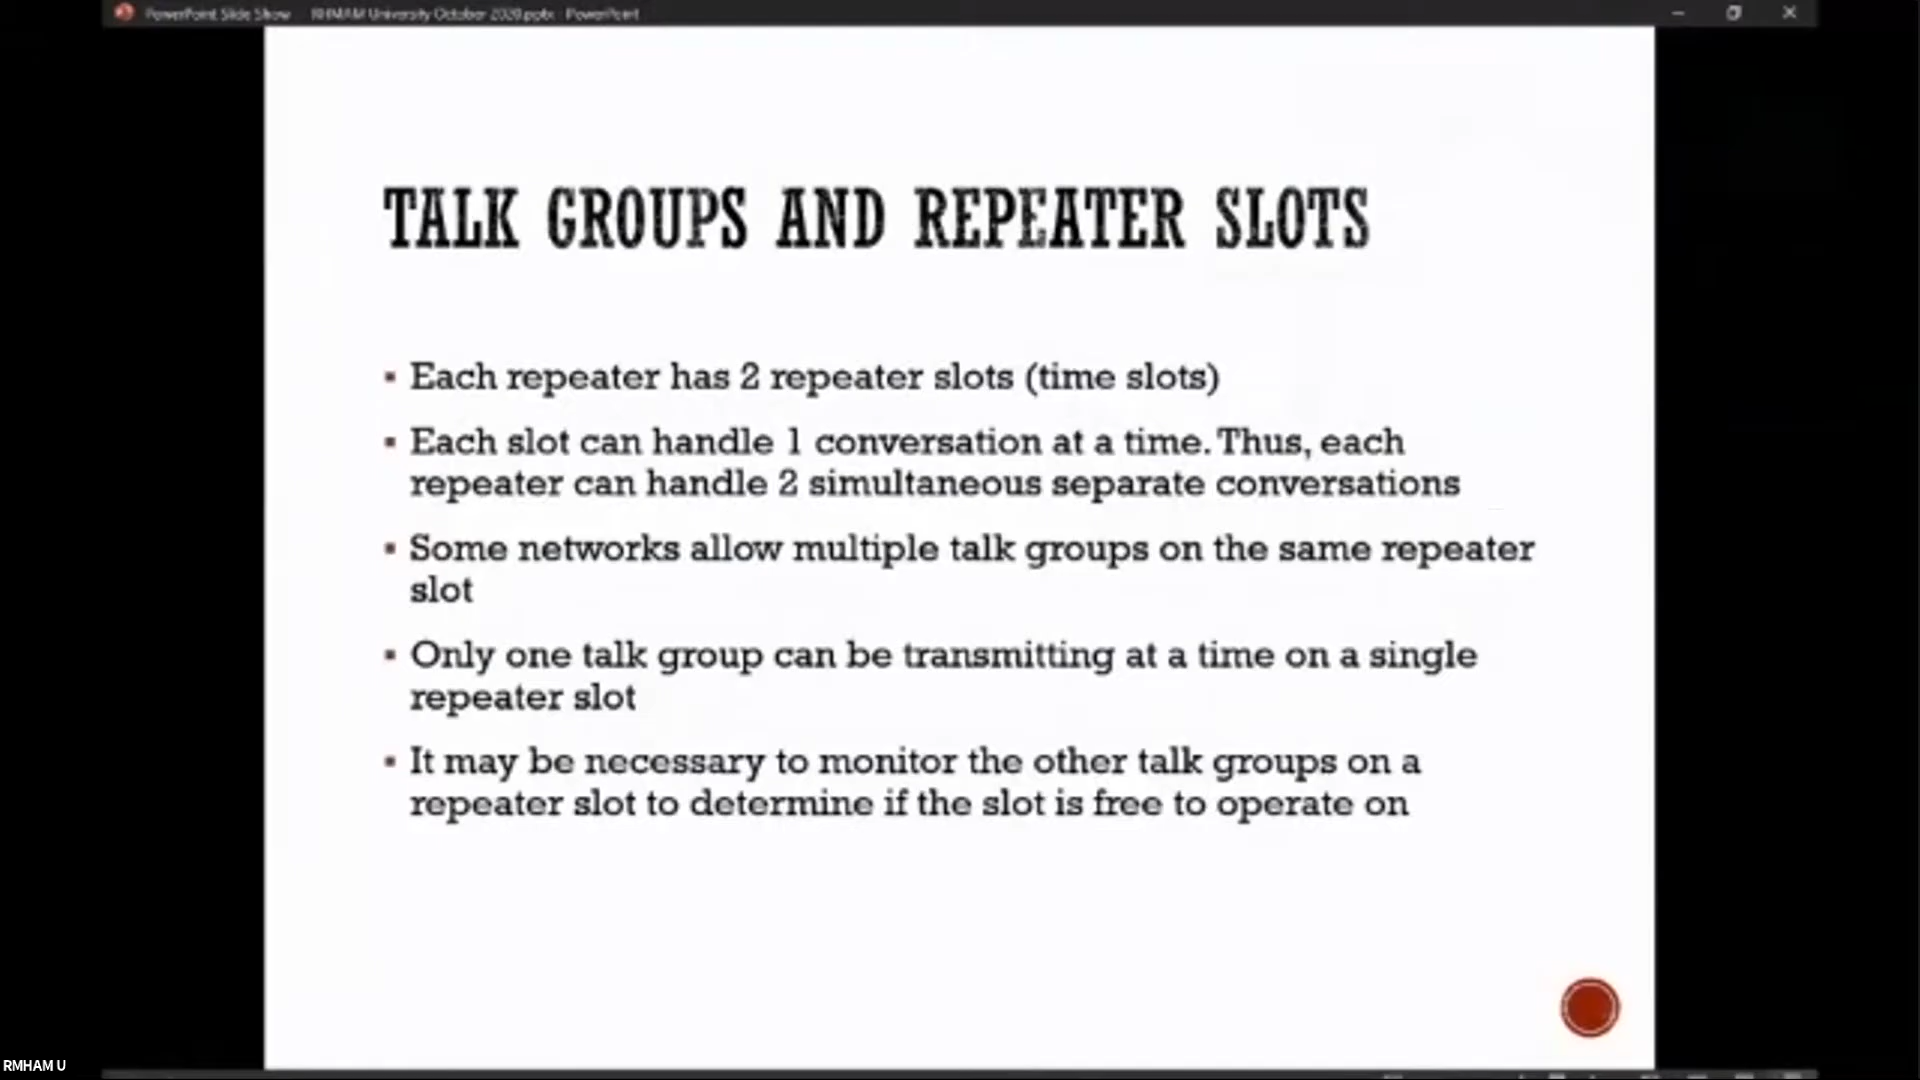 PowerPoint Slide Show - RHMAM University October 2020.pptx - PowerPoint
TALK GROUPS AND REPEATER SLOTS
▪ Each repeater has 2 repeater slots (time slots)
▪ Each slot can handle 1 conversation at a time. Thus, each
repeater can handle 2 simultaneous separate conversations
▪ Some networks allow multiple talk groups on the same repeater
slot
▪ Only one talk group can be transmitting at a time on a single
repeater slot
▪ It may be necessary to monitor the other talk groups on a
repeater slot to determine if the slot is free to operate on
RMHAM U